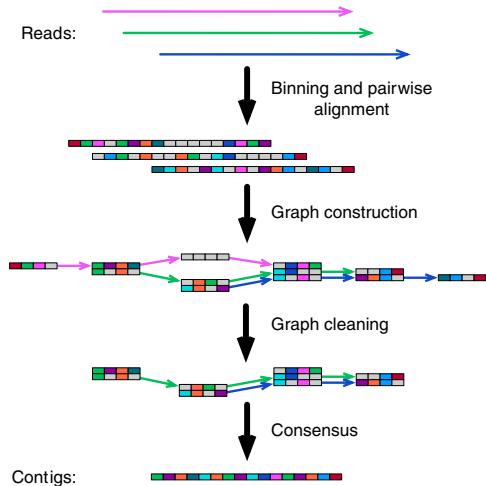 Reads:
Binning and pairwise
alignment
Graph construction
Graph cleaning
Consensus
Contigs: